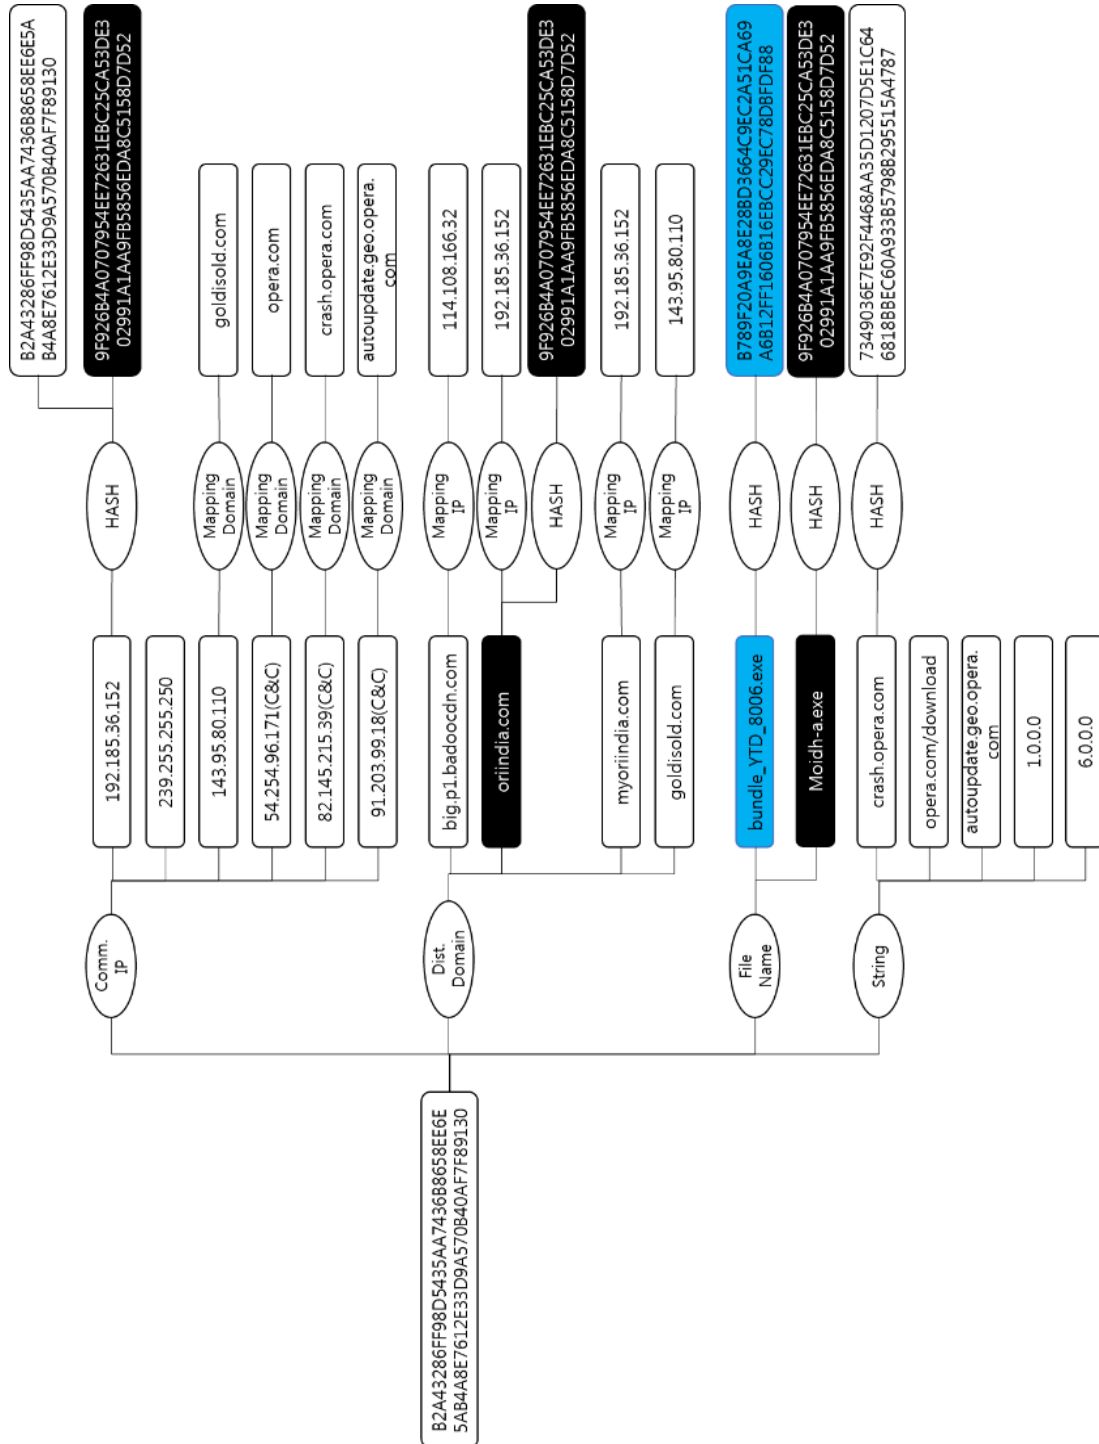 B2A43286FF98D5435AA7436B8658EE6E
5AB4A8E7612E33D9A570B40AF7F89130
Comm.
IP
192.185.36.152
HASH
B2A43286FF98D5435AA7436B8658EE6E5A
B4A8E7612E33D9A570B40AF7F89130
9F926B4A0707954EE72631EBC25CA53DE3
02991A1AA9FB5856EDA8C5158D7D52
239.255.255.250
143.95.80.110
Mapping
Domain
goldisold.com
54.254.96.171(C&C)
Mapping
Domain
opera.com
82.145.215.39(C&C)
Mapping
Domain
crash.opera.com
91.203.99.18(C&C)
Mapping
Domain
autoupdate.geo.opera.
com
Dist.
Domain
big.p1.badoocdn.com
Mapping
IP
114.108.166.32
oriindia.com
Mapping
IP
192.185.36.152
HASH
9F926B4A0707954EE72631EBC25CA53DE3
02991A1AA9FB5856EDA8C5158D7D52
myoriindia.com
Mapping
IP
192.185.36.152
goldisold.com
Mapping
IP
143.95.80.110
File
Name
bundle_YTD_8006.exe
HASH
B789F20A9EA8E28BD3664C9EC2A51CA69
A6B12FF1606B16EBCC29EC78DBFDF88
Moidh-a.exe
HASH
9F926B4A0707954EE72631EBC25CA53DE3
02991A1AA9FB5856EDA8C5158D7D52
String
crash.opera.com
HASH
7349036E7E92F4468AA35D1207D5E1C64
6818BBEC60A933B5798B295515A4787
opera.com/download
autoupdate.geo.opera.
com
1.0.0.0
6.0.0.0